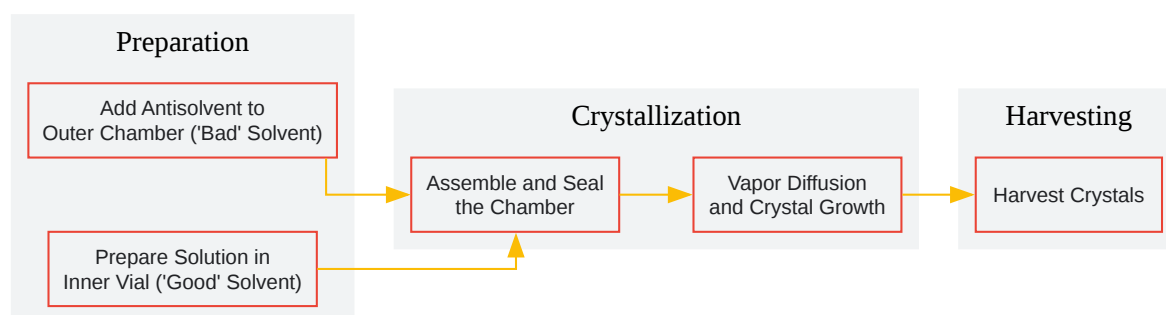 Preparation
Add Antisolvent to
Outer Chamber ('Bad' Solvent)
Prepare Solution in
Inner Vial ('Good' Solvent)
Crystallization
Assemble and Seal
the Chamber
Vapor Diffusion
and Crystal Growth
Harvesting
Harvest Crystals